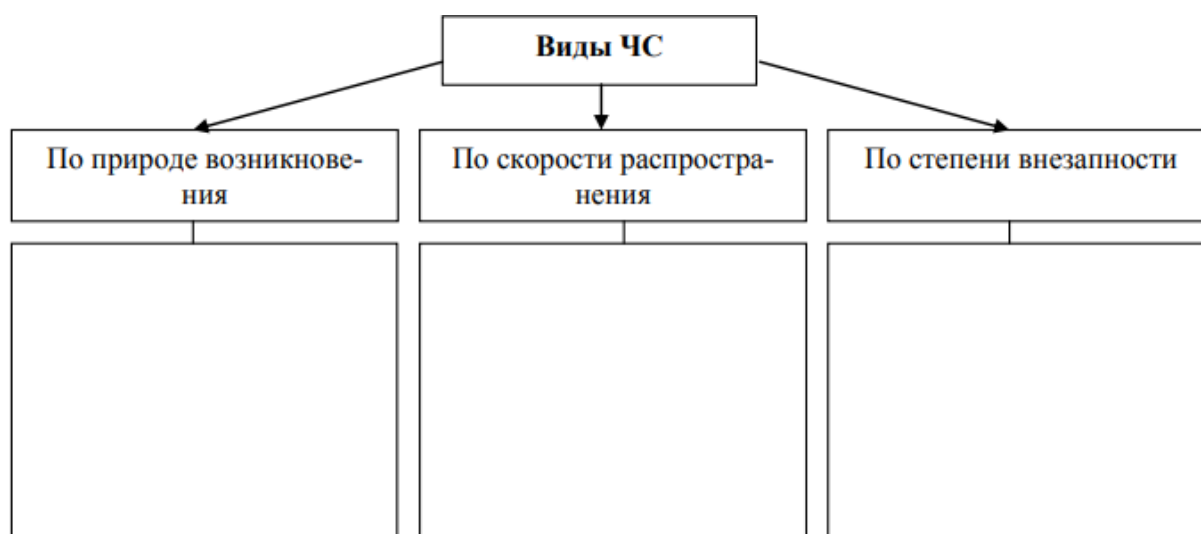 Виды ЧС
По природе возникнове-
ния
По скорости распростра-
нения
По степени внезапности